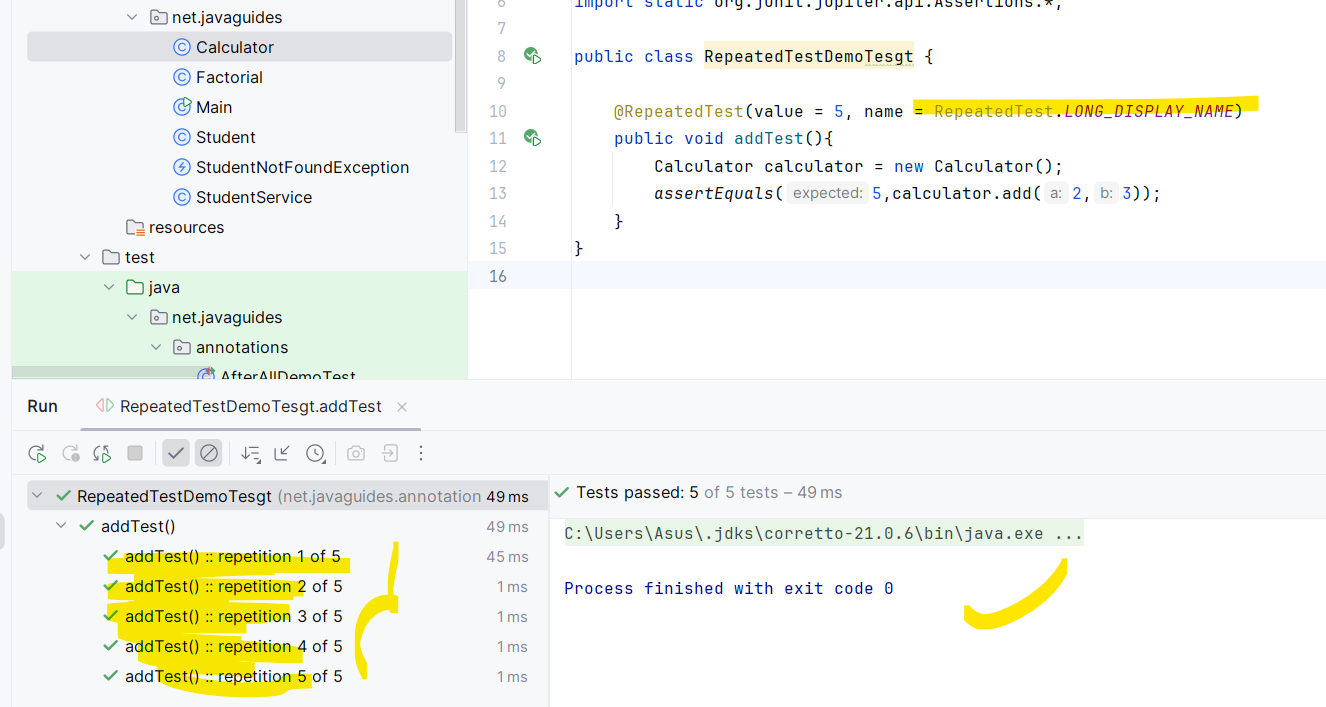 net.javaguides
Calculator
Factorial
Main
Student
StudentNotFoundException
StudentService
resources
test
java
net.javaguides
annotations
AfterAllDemoTest
6 import static org.junit.jupiter.api.Assertions.*;
7
8 public class RepeatedTestDemoTesgt {
9
10 @RepeatedTest(value = 5, name = RepeatedTest.LONG_DISPLAY_NAME)
11 public void addTest(){
12 Calculator calculator = new Calculator();
13 assertEquals( expected: 5,calculator.add( a: 2, b: 3));
14 }
15 }
16
Run RepeatedTestDemoTesgt.addTest
RepeatedTestDemoTesgt (net.javaguides.annotation 49 ms
addTest() 49 ms
addTest() :: repetition 1 of 5 45 ms
addTest() :: repetition 2 of 5 1 ms
addTest() :: repetition 3 of 5 1 ms
addTest() :: repetition 4 of 5 1 ms
addTest() :: repetition 5 of 5 1 ms
Tests passed: 5 of 5 tests – 49 ms
C:\Users\Asus\.jdks\corretto-21.0.6\bin\java.exe ...
Process finished with exit code 0